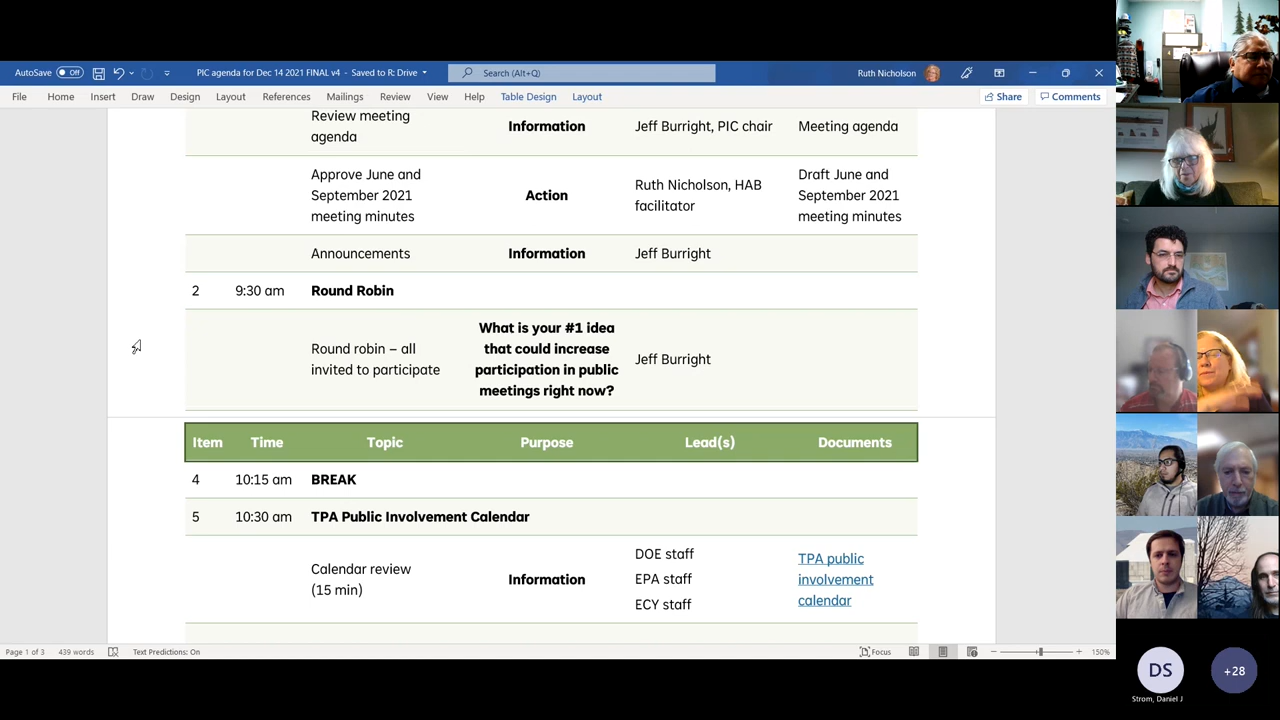 AutoSave Off PIC agenda for Dec 14 2021 FINAL v4 - Saved to R: Drive Search (Alt+Q) Ruth Nicholson
File Home Insert Draw Design Layout References Mailings Review View Help Table Design Layout Share Comments
Review meeting
agenda
Information
Jeff Burright, PIC chair
Meeting agenda
Approve June and
September 2021
meeting minutes
Action
Ruth Nicholson, HAB
facilitator
Draft June and
September 2021
meeting minutes
Announcements Information Jeff Burright
2 9:30 am Round Robin
Round robin – all
invited to participate
What is your #1 idea
that could increase
participation in public
meetings right now?
Jeff Burright
Item Time Topic Purpose Lead(s) Documents
4 10:15 am BREAK
5 10:30 am TPA Public Involvement Calendar
Calendar review
(15 min)
Information
DOE staff
EPA staff
ECY staff
TPA public
involvement
calendar
Page 1 of 3 439 words Text Predictions: On Focus 150%
DS
Strom, Daniel J
+28